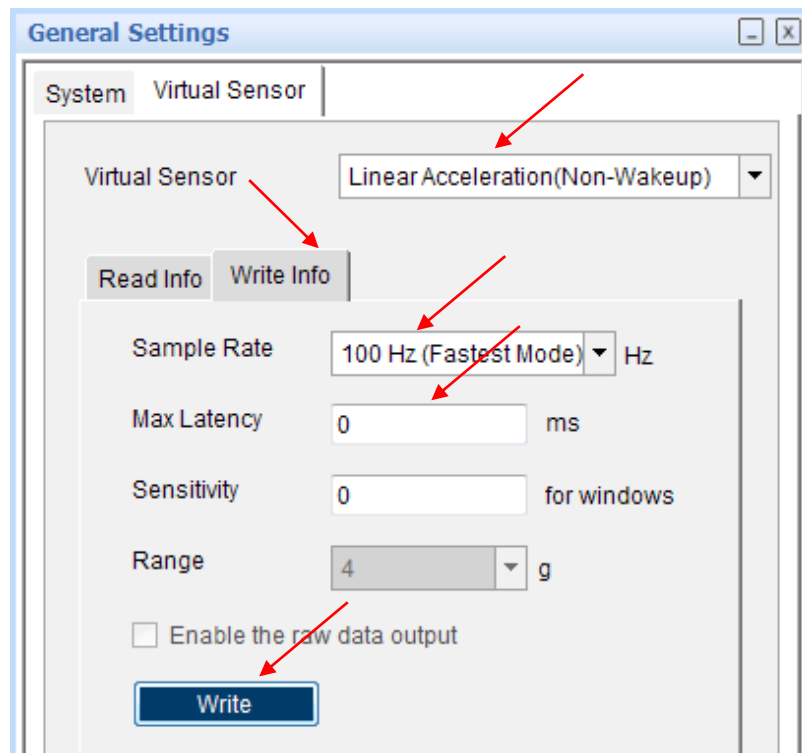 General Settings
System Virtual Sensor
Virtual Sensor Linear Acceleration(Non-Wakeup)
Read Info Write Info
Sample Rate 100 Hz (Fastest Mode) Hz
Max Latency 0 ms
Sensitivity 0 for windows
Range 4 g
Enable the raw data output
Write